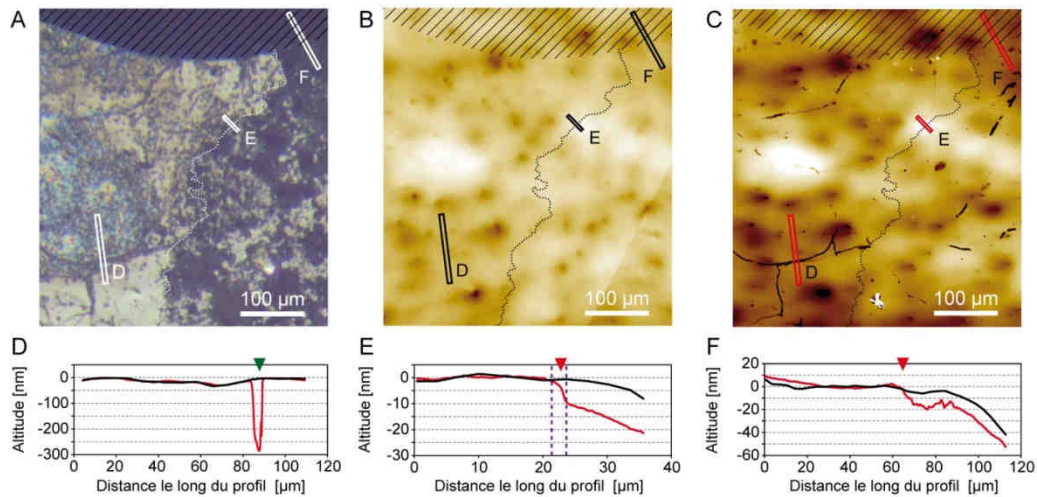 A
B
C
F
E
D
100 µm
F
E
D
100 µm
F
E
D
100 µm
D
Altitude [nm]
0
-100
-200
-300
0 20 40 60 80 100 120
Distance le long du profil [µm]
E
Altitude [nm]
0
-10
-20
-30
0 10 20 30 40
Distance le long du profil [µm]
F
Altitude [nm]
20
0
-20
-40
-60
0 20 40 60 80 100 120
Distance le long du profil [µm]